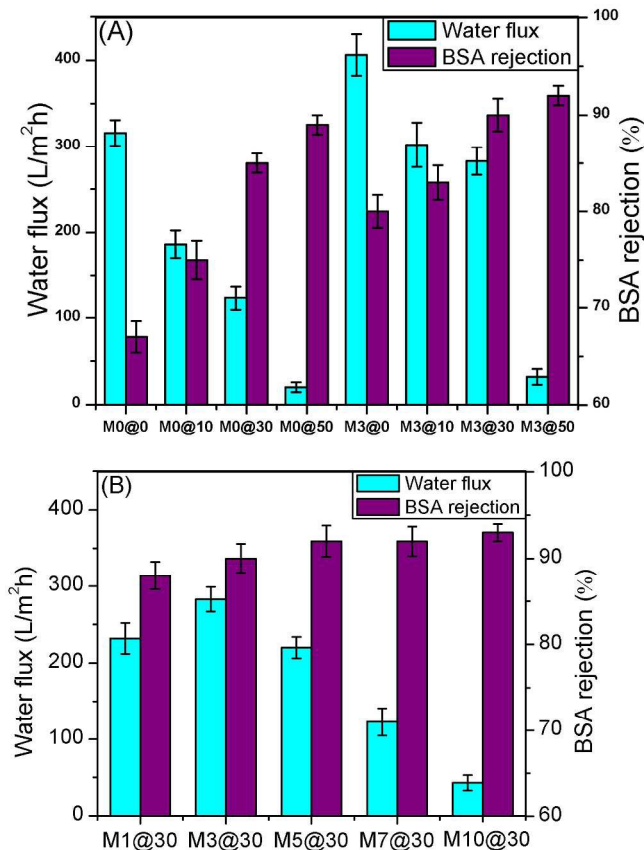 (A)
Water flux
BSA rejection
Water flux (L/m²h)
400
300
200
100
0
100
90
80
70
60
BSA rejection (%)
M0@0 M0@10 M0@30 M0@50 M3@0 M3@10 M3@30 M3@50
(B)
Water flux
BSA rejection
Water flux (L/m²h)
400
300
200
100
0
100
90
80
70
60
BSA rejection (%)
M1@30 M3@30 M5@30 M7@30 M10@30